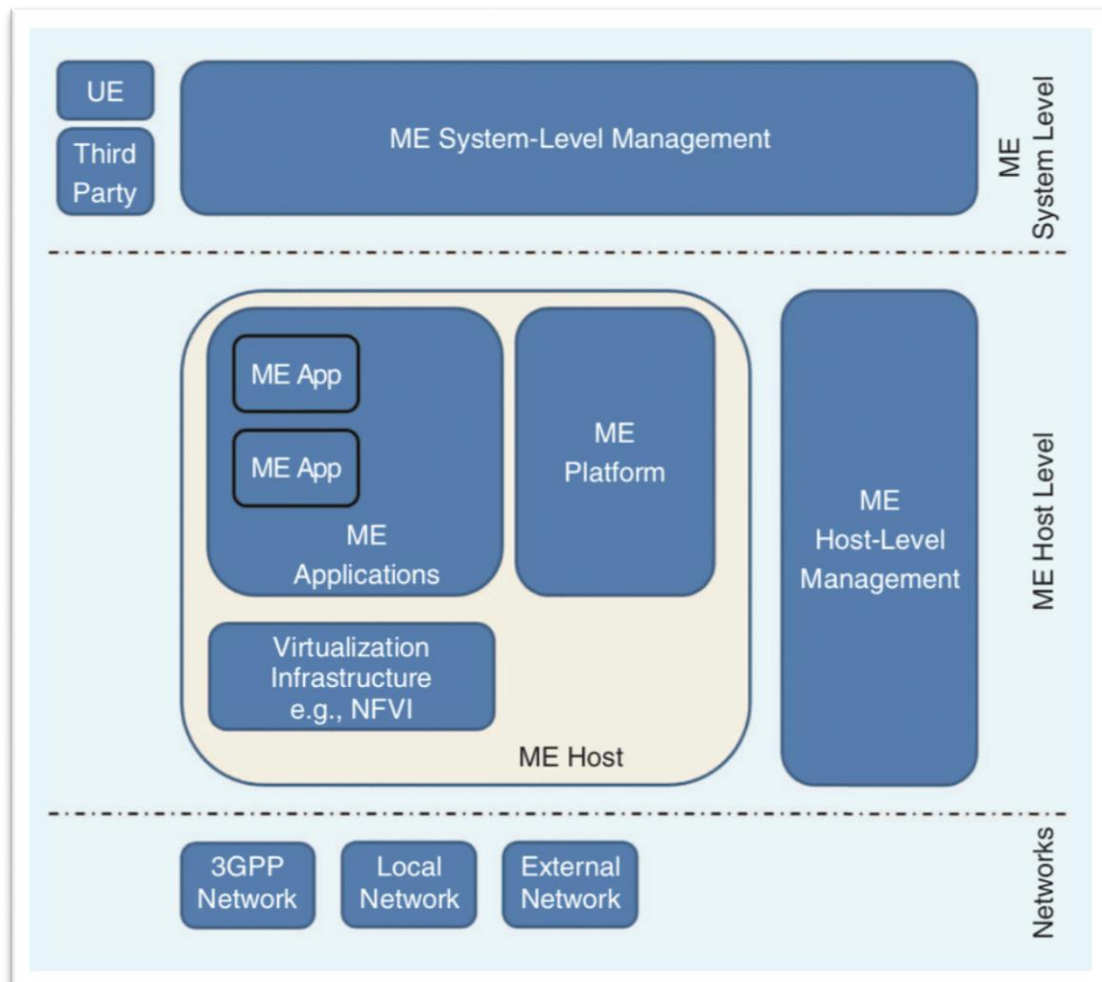 UE
Third
Party
ME System-Level Management
ME
System Level
ME App
ME App
ME
Applications
ME
Platform
Virtualization
Infrastructure
e.g., NFVI
ME Host
ME
Host-Level
Management
ME Host Level
3GPP
Network
Local
Network
External
Network
Networks